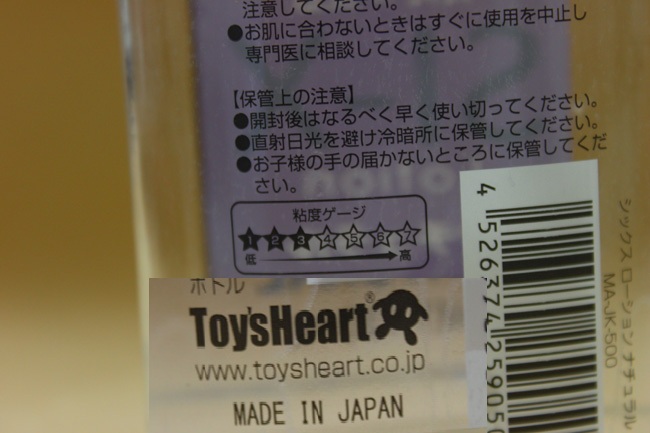 注意してください。
●お肌に合わないときはすぐに使用を中止し
専門医に相談してください。
【保管上の注意】
●開封後はなるべく早く使い切ってください。
●直射日光を避け冷暗所に保管してください。
●お子様の手の届かないところに保管してくだ
さい。
粘度ゲージ
1 2 3 4 5 6 7
低 高
ボトル
ToysHeart®
www.toysheart.co.jp
MADE IN JAPAN
4 526374 259050
シックスローションナチュラル
MA-JK-500